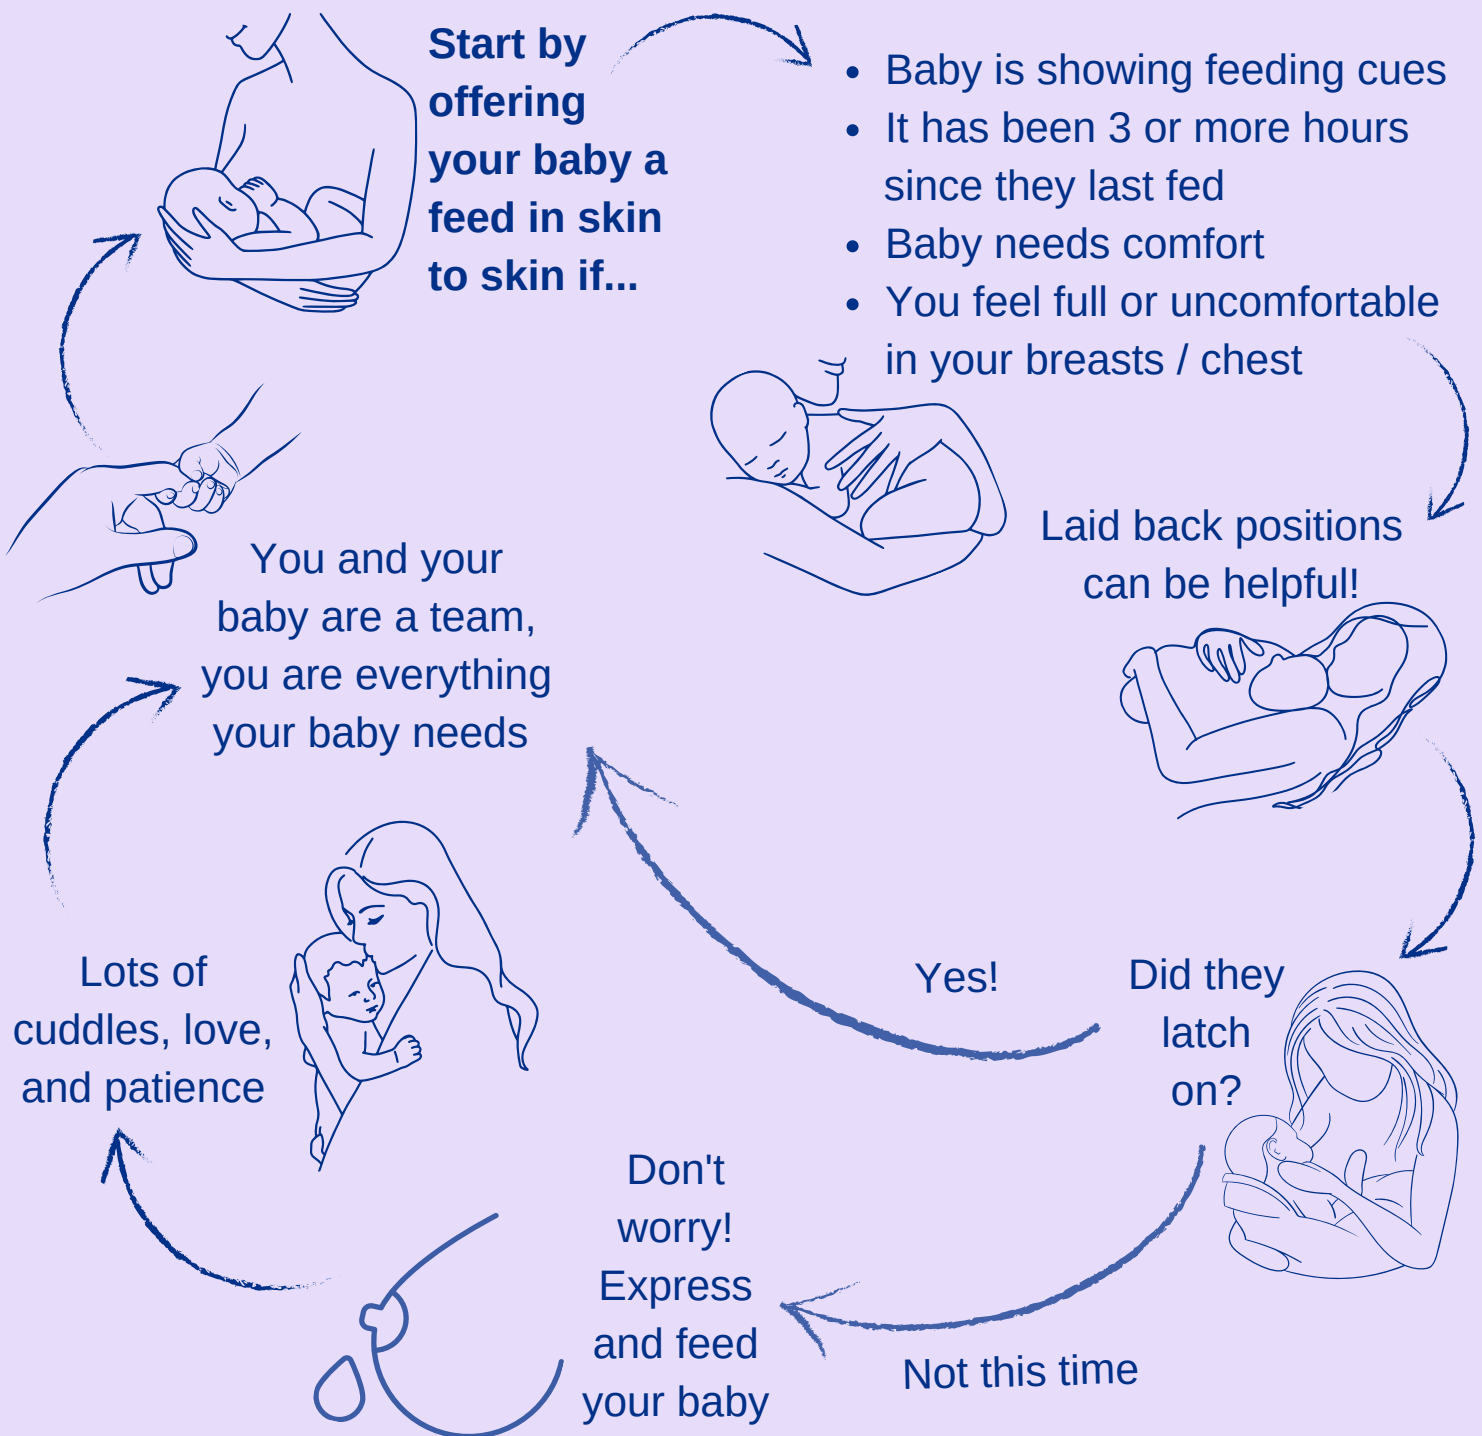 Start by
offering
your baby a
feed in skin
to skin if...
• Baby is showing feeding cues
• It has been 3 or more hours
since they last fed
• Baby needs comfort
• You feel full or uncomfortable
in your breasts / chest
Laid back positions
can be helpful!
Did they
latch
on?
Yes!
Not this time
Don't
worry!
Express
and feed
your baby
Lots of
cuddles, love,
and patience
You and your
baby are a team,
you are everything
your baby needs